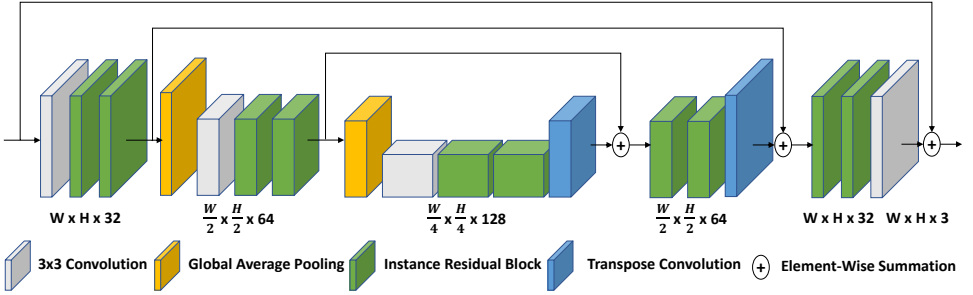 W x H x 32
W/2 x H/2 x 64
W/4 x H/4 x 128
W/2 x H/2 x 64
W x H x 32
W x H x 3
3x3 Convolution
Global Average Pooling
Instance Residual Block
Transpose Convolution
+ Element-Wise Summation